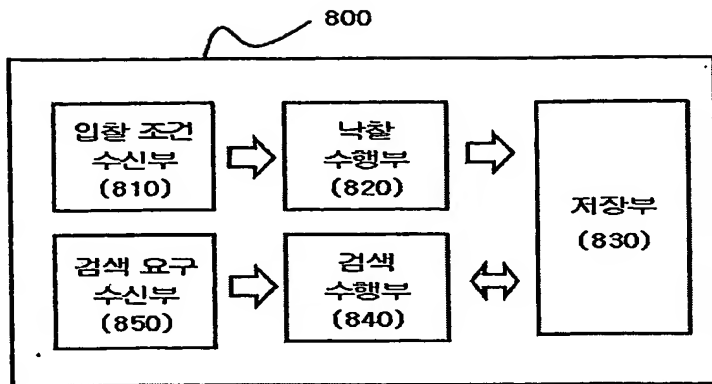 800
입찰 조건
수신부
(810)
낙찰
수행부
(820)
저장부
(830)
검색 요구
수신부
(850)
검색
수행부
(840)